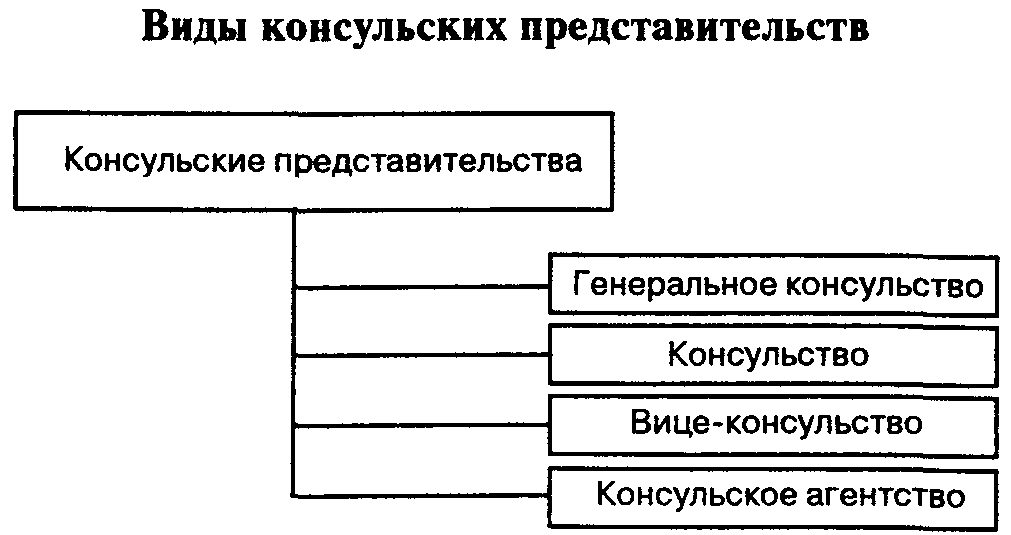 Виды консульских представительств
Консульские представительства
Генеральное консульство
Консульство
Вице-консульство
Консульское агентство